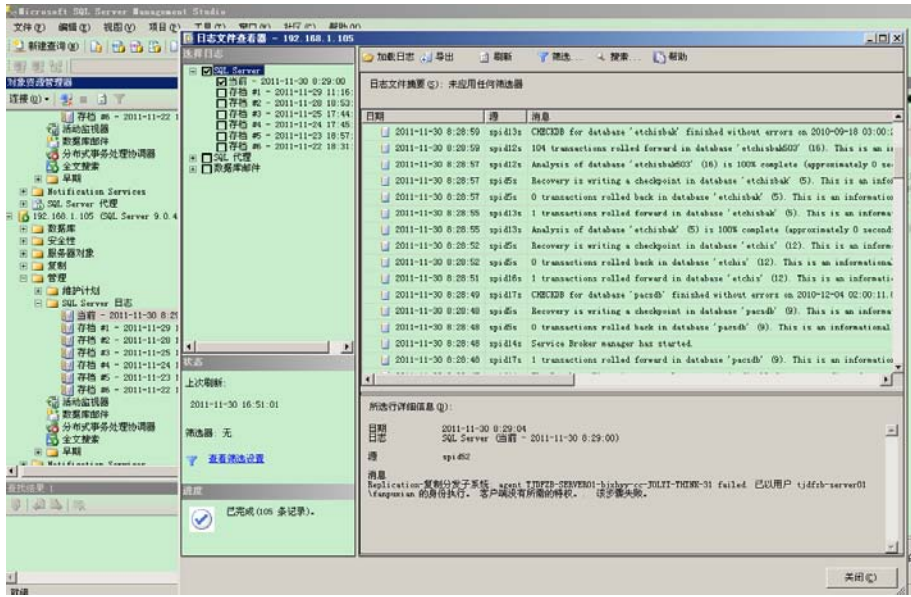 Microsoft SQL Server Management Studio
文件(F) 编辑(E) 视图(V) 项目(P) 工具(T) 窗口(W) 社区(C) 帮助(H)
新建查询(N)
对象资源管理器
连接(O)
存档 #6 - 2011-11-22 1
活动监视器
数据库邮件
分布式事务处理协调器
全文搜索
早期
Notification Services
SQL Server 代理
192.168.1.105 (SQL Server 9.0.4
数据库
安全性
服务器对象
复制
管理
维护计划
SQL Server 日志
当前 - 2011-11-30 8:29
存档 #1 - 2011-11-29 1
存档 #2 - 2011-11-28 1
存档 #3 - 2011-11-25 1
存档 #4 - 2011-11-24 1
存档 #5 - 2011-11-23 1
存档 #6 - 2011-11-22 1
活动监视器
数据库邮件
分布式事务处理协调器
全文搜索
早期
Notification Services
查找结果 1
就绪
日志文件查看器 - 192.168.1.105
选择日志
SQL Server
当前 - 2011-11-30 8:29:00
存档 #1 - 2011-11-29 11:16:
存档 #2 - 2011-11-28 18:53:
存档 #3 - 2011-11-25 17:44:
存档 #4 - 2011-11-24 17:45:
存档 #5 - 2011-11-23 18:57:
存档 #6 - 2011-11-22 18:31:
SQL 代理
数据库邮件
状态
上次刷新:
2011-11-30 16:51:01
筛选器: 无
查看筛选设置
进度
已完成(105 条记录)。
加载日志 导出 刷新 筛选... 搜索... 帮助
日志文件摘要(S): 未应用任何筛选器
日期 源 消息
2011-11-30 8:28:59 spid13s CHECKDB for database 'etchisbak' finished without errors on 2010-09-18 03:00:
2011-11-30 8:28:59 spid12s 104 transactions rolled forward in database 'etchisbak503' (16). This is an i
2011-11-30 8:28:57 spid12s Analysis of database 'etchisbak503' (16) is 100% complete (approximately 0 se
2011-11-30 8:28:57 spid5s Recovery is writing a checkpoint in database 'etchisbak' (5). This is an info
2011-11-30 8:28:57 spid5s 0 transactions rolled back in database 'etchisbak' (5). This is an information
2011-11-30 8:28:55 spid13s 1 transactions rolled forward in database 'etchisbak' (5). This is an informa
2011-11-30 8:28:55 spid13s Analysis of database 'etchisbak' (5) is 100% complete (approximately 0 second
2011-11-30 8:28:52 spid5s Recovery is writing a checkpoint in database 'etchis' (12). This is an inform
2011-11-30 8:28:52 spid5s 0 transactions rolled back in database 'etchis' (12). This is an informational
2011-11-30 8:28:51 spid16s 1 transactions rolled forward in database 'etchis' (12). This is an informati
2011-11-30 8:28:49 spid17s CHECKDB for database 'pacsdb' finished without errors on 2010-12-04 02:00:11.
2011-11-30 8:28:48 spid5s Recovery is writing a checkpoint in database 'pacsdb' (9). This is an informa
2011-11-30 8:28:48 spid5s 0 transactions rolled back in database 'pacsdb' (9). This is an informational
2011-11-30 8:28:48 spid14s Service Broker manager has started.
2011-11-30 8:28:48 spid17s 1 transactions rolled forward in database 'pacsdb' (9). This is an informatio
所选行详细信息(D):
日期 2011-11-30 8:29:04
日志 SQL Server (当前 - 2011-11-30 8:29:00)
源 spid52
消息
Replication-复制分发子系统: agent TJDFZB-SERVER01-bizhyy-cc-JOLTI-THINK-31 failed. 已以用户 tjdfzb-server01
\fangunian 的身份执行。 客户端没有所需的特权。 该步骤失败。
关闭(C)